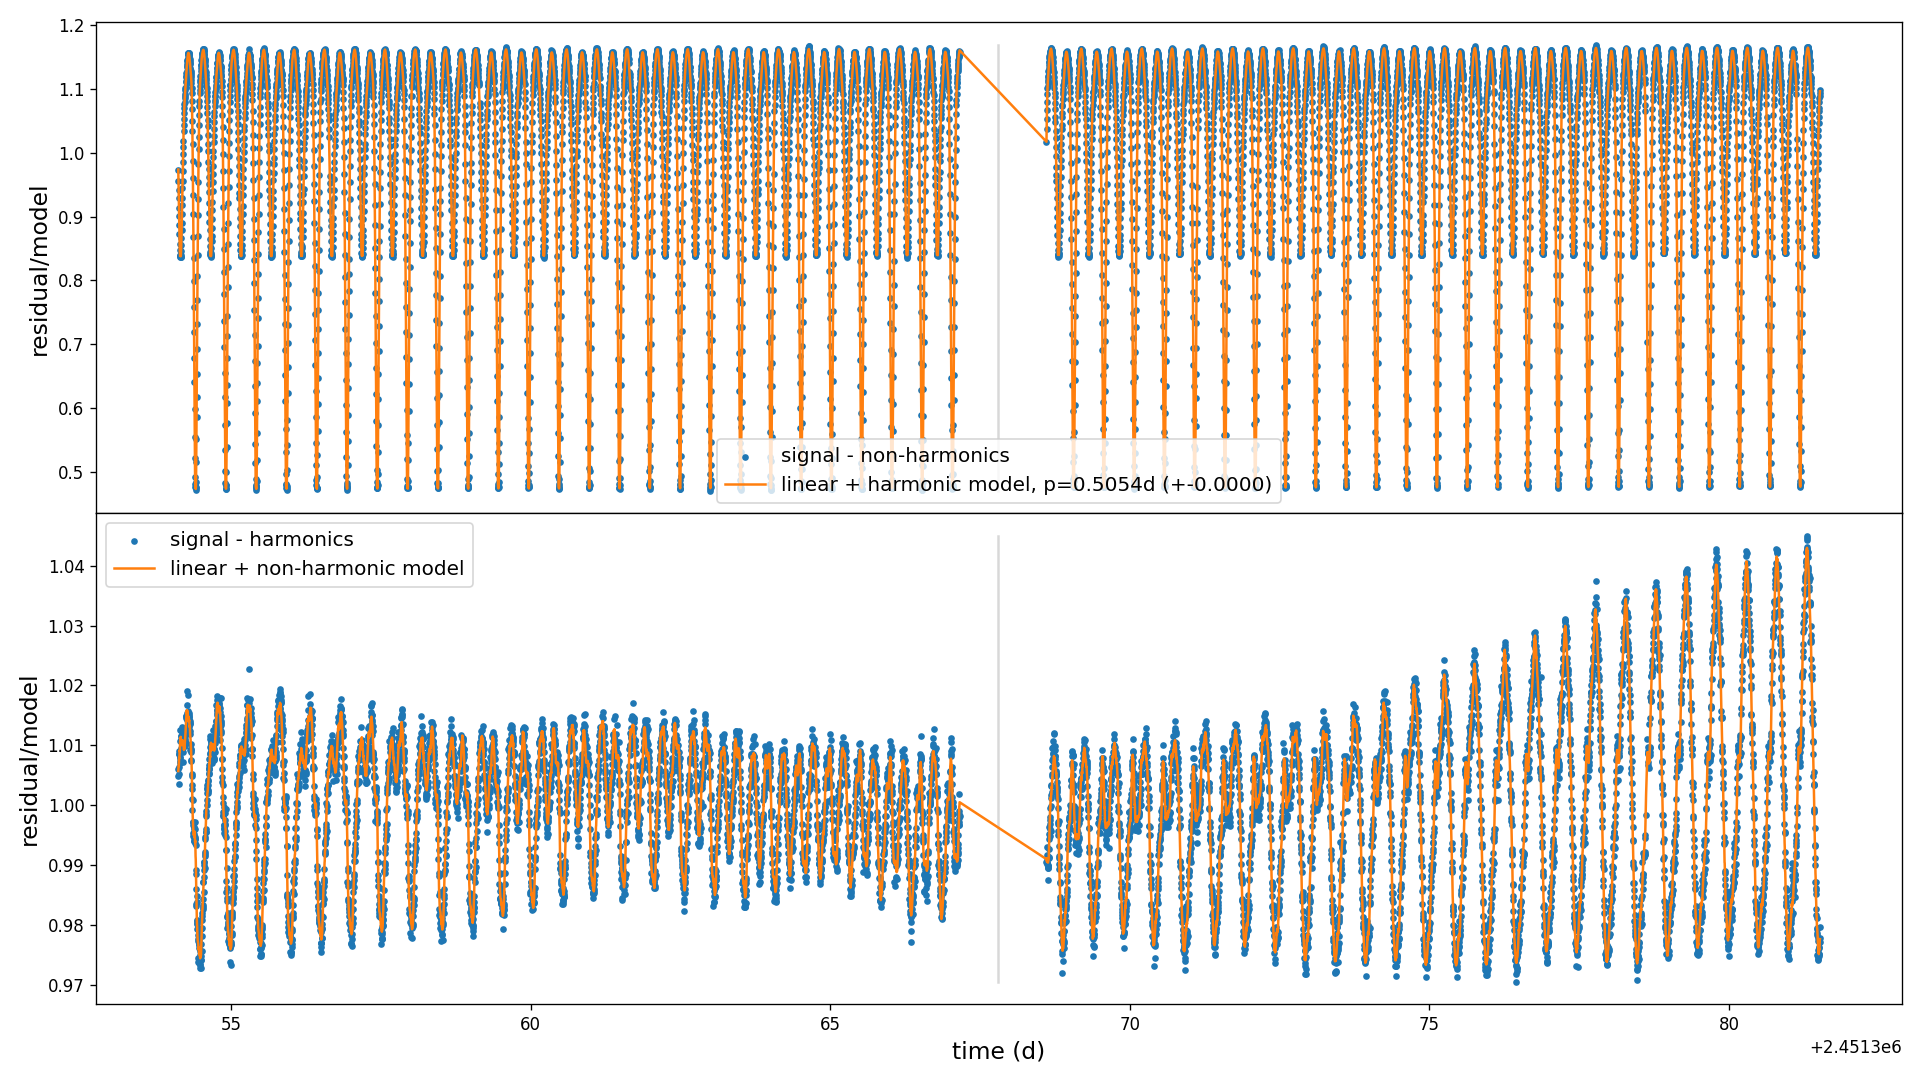 1.2
1.1
1.0
0.9
0.8
0.7
0.6
0.5
residual/model
signal - non-harmonics
linear + harmonic model, p=0.5054d (+-0.0000)
signal - harmonics
linear + non-harmonic model
1.04
1.03
1.02
1.01
1.00
0.99
0.98
0.97
residual/model
55
60
65
70
75
80
time (d)
+2.4513e6